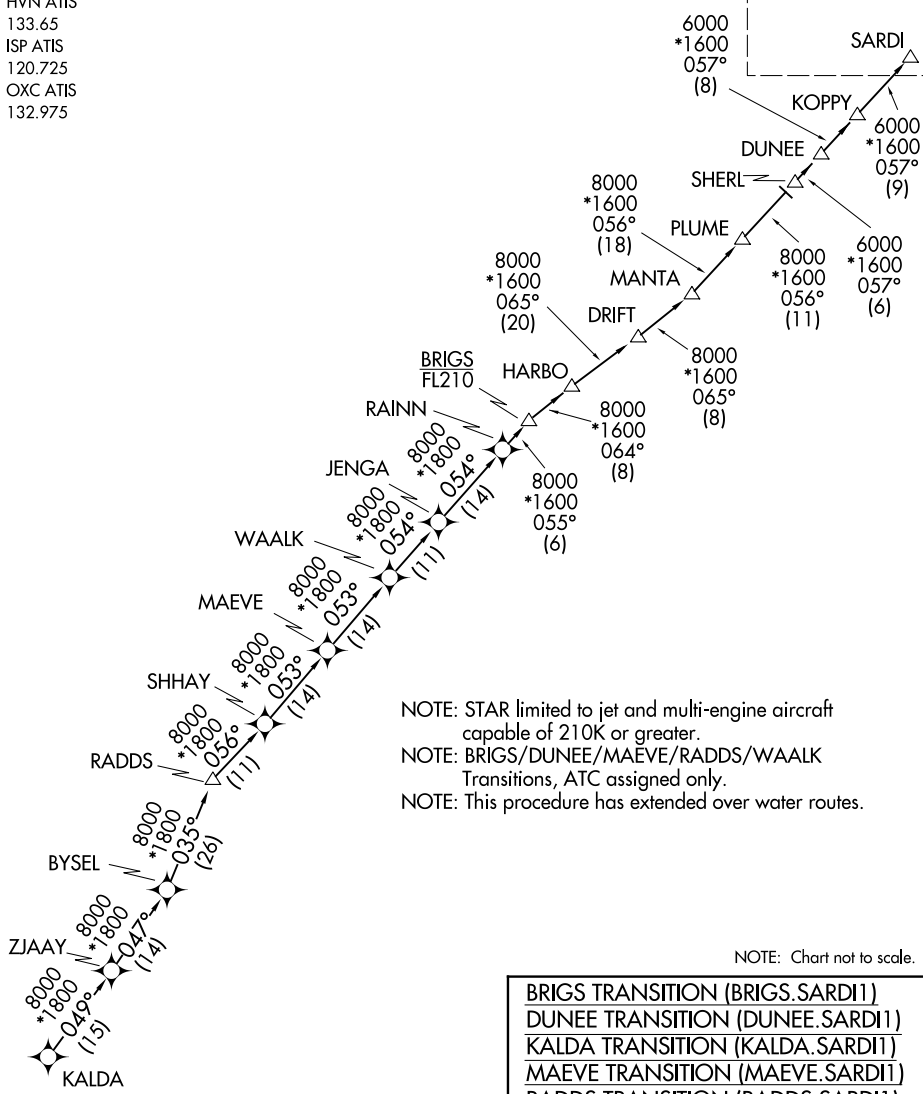 HVN ATIS
133.65
ISP ATIS
120.725
OXC ATIS
132.975
SARDI
6000
*1600
057°
(8)
KOPPY
6000
*1600
057°
(9)
DUNEE
SHERL
6000
*1600
057°
(6)
8000
*1600
056°
(18)
PLUME
8000
*1600
056°
(11)
MANTA
8000
*1600
065°
(20)
DRIFT
8000
*1600
065°
(8)
BRIGS
FL210
HARBO
8000
*1600
064°
(8)
RAINN
8000
*1600
055°
(6)
8000
*1800
054°
(14)
JENGA
8000
*1800
054°
(11)
WAALK
8000
*1800
053°
(14)
MAEVE
8000
*1800
053°
(14)
SHHAY
8000
*1800
056°
(11)
RADDS
8000
*1800
035°
(26)
BYSEL
8000
*1800
047°
(14)
ZJAAY
8000
*1800
049°
(15)
KALDA
NOTE: STAR limited to jet and multi-engine aircraft
capable of 210K or greater.
NOTE: BRIGS/DUNEE/MAEVE/RADDS/WAALK
Transitions, ATC assigned only.
NOTE: This procedure has extended over water routes.
NOTE: Chart not to scale.
BRIGS TRANSITION (BRIGS.SARDI1)
DUNEE TRANSITION (DUNEE.SARDI1)
KALDA TRANSITION (KALDA.SARDI1)
MAEVE TRANSITION (MAEVE.SARDI1)
RADDS TRANSITION (RADDS.SARDI1)